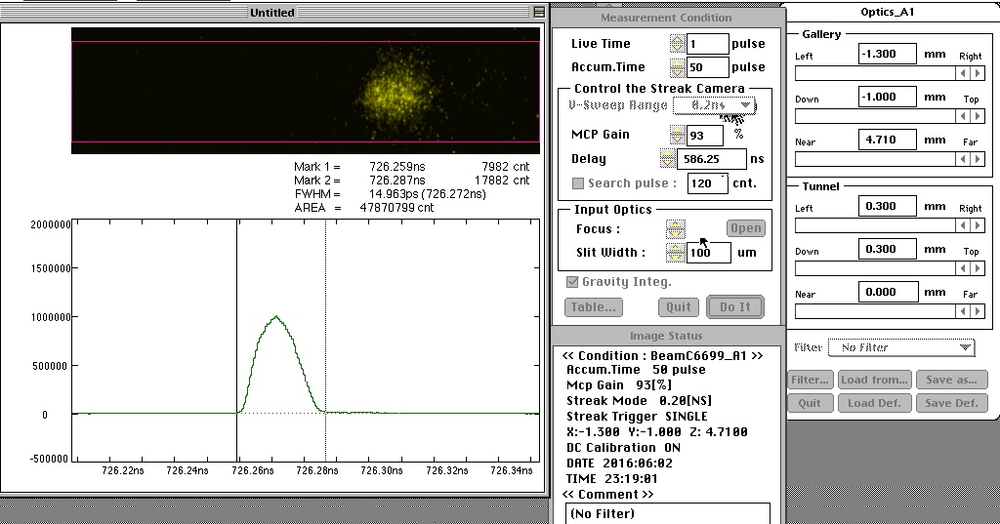 Untitled
Mark 1 = 726.259ns 7982 cnt
Mark 2 = 726.287ns 17882 cnt
FWHM = 14.963ps (726.272ns)
AREA = 47870799 cnt
2000000
1500000
1000000
500000
0
-500000
726.22ns 726.24ns 726.26ns 726.28ns 726.30ns 726.32ns 726.34ns
Measurement Condition
Live Time 1 pulse
Accum.Time 50 pulse
Control the Streak Camera
V-Sweep Range 0.2ns
MCP Gain 93 %
Delay 586.25 ns
Search pulse : 120 cnt.
Input Optics
Focus : Open
Slit Width : 100 um
Gravity Integ.
Table... Quit Do It
Image Status
<< Condition : BeamC6699_A1 >>
Accum.Time 50 pulse
Mcp Gain 93[%]
Streak Mode 0.20[NS]
Streak Trigger SINGLE
X:-1.300 Y:-1.000 Z: 4.7100
DC Calibration ON
DATE 2016:06:02
TIME 23:19:01
<< Comment >>
(No Filter)
Optics_A1
Gallery
Left -1.300 mm Right
Down -1.000 mm Top
Near 4.710 mm Far
Tunnel
Left 0.300 mm Right
Down 0.300 mm Top
Near 0.000 mm Far
Filter No Filter
Filter... Load from... Save as...
Quit Load Def. Save Def.